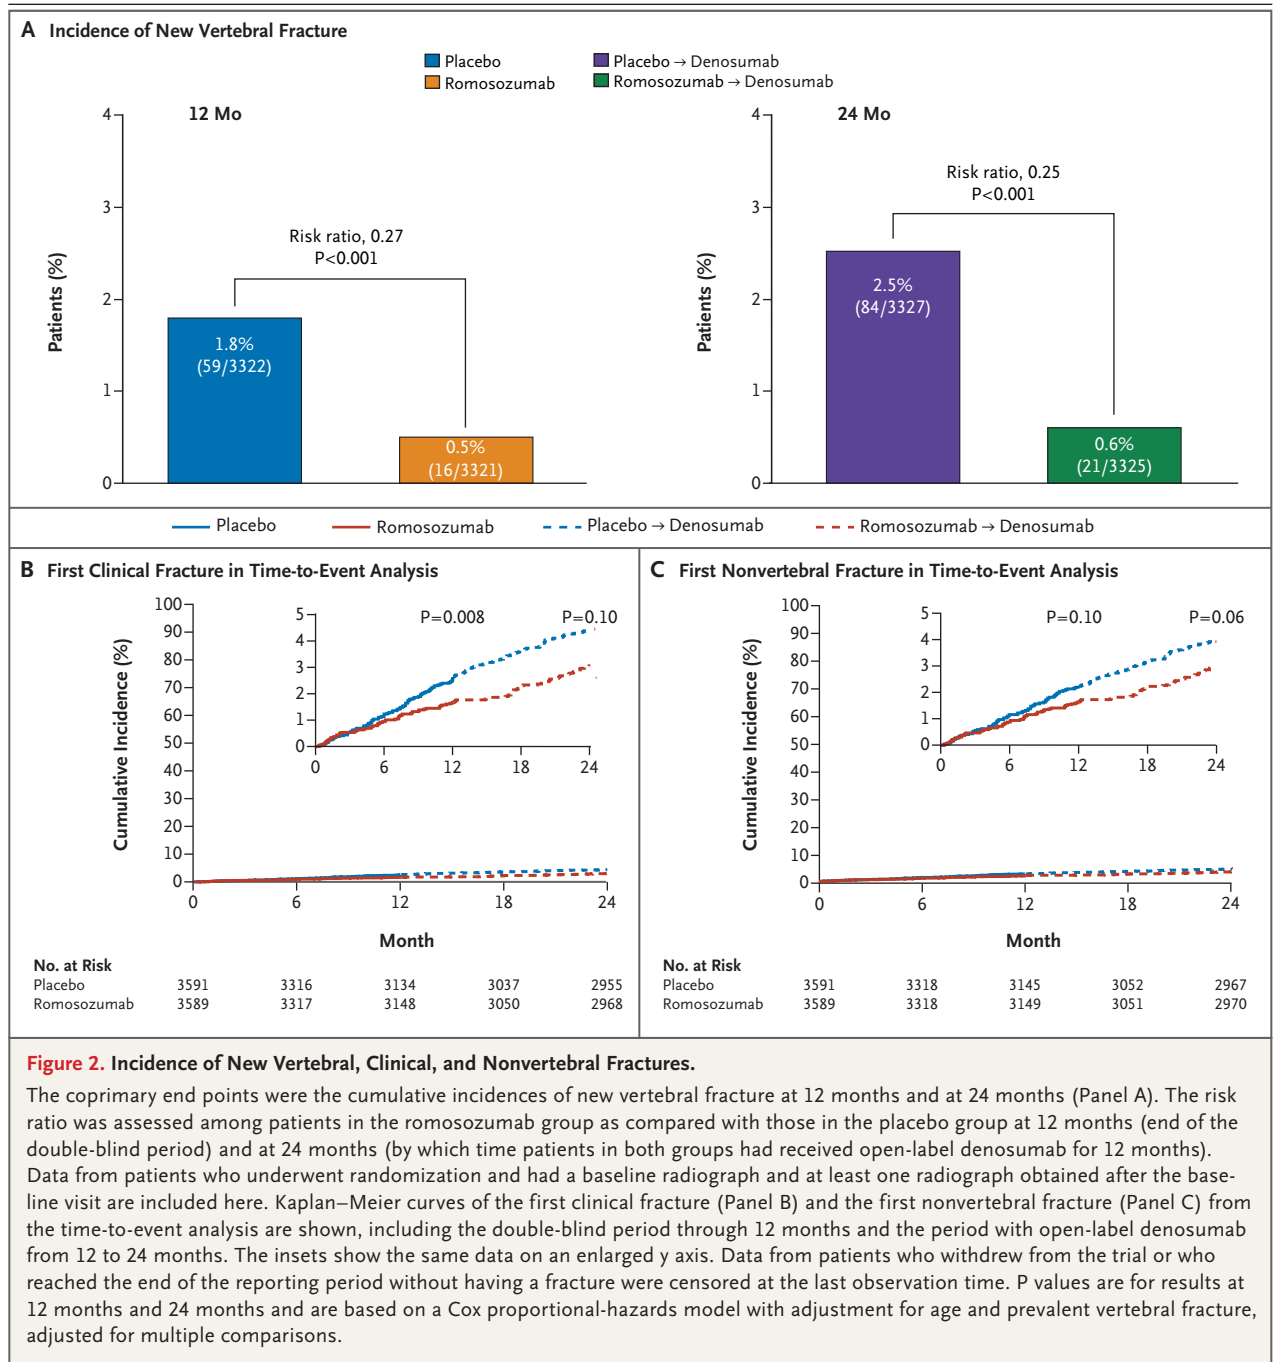 A Incidence of New Vertebral Fracture
Placebo
Romosozumab
Placebo → Denosumab
Romosozumab → Denosumab
12 Mo
4
3
2
1
0
Patients (%)
Risk ratio, 0.27
P<0.001
1.8%
(59/3322)
0.5%
(16/3321)
24 Mo
4
3
2
1
0
Patients (%)
Risk ratio, 0.25
P<0.001
2.5%
(84/3327)
0.6%
(21/3325)
Placebo Romosozumab Placebo → Denosumab Romosozumab → Denosumab
B First Clinical Fracture in Time-to-Event Analysis
Cumulative Incidence (%)
100
90
80
70
60
50
40
30
20
10
0
0 6 12 18 24
Month
5
4
3
2
1
0
0 6 12 18 24
P=0.008 P=0.10
No. at Risk
Placebo 3591 3316 3134 3037 2955
Romosozumab 3589 3317 3148 3050 2968
C First Nonvertebral Fracture in Time-to-Event Analysis
Cumulative Incidence (%)
100
90
80
70
60
50
40
30
20
10
0
0 6 12 18 24
Month
5
4
3
2
1
0
0 6 12 18 24
P=0.10 P=0.06
No. at Risk
Placebo 3591 3318 3145 3052 2967
Romosozumab 3589 3318 3149 3051 2970
Figure 2. Incidence of New Vertebral, Clinical, and Nonvertebral Fractures.
The coprimary end points were the cumulative incidences of new vertebral fracture at 12 months and at 24 months (Panel A). The risk
ratio was assessed among patients in the romosozumab group as compared with those in the placebo group at 12 months (end of the
double-blind period) and at 24 months (by which time patients in both groups had received open-label denosumab for 12 months).
Data from patients who underwent randomization and had a baseline radiograph and at least one radiograph obtained after the base-
line visit are included here. Kaplan–Meier curves of the first clinical fracture (Panel B) and the first nonvertebral fracture (Panel C) from
the time-to-event analysis are shown, including the double-blind period through 12 months and the period with open-label denosumab
from 12 to 24 months. The insets show the same data on an enlarged y axis. Data from patients who withdrew from the trial or who
reached the end of the reporting period without having a fracture were censored at the last observation time. P values are for results at
12 months and 24 months and are based on a Cox proportional-hazards model with adjustment for age and prevalent vertebral fracture,
adjusted for multiple comparisons.